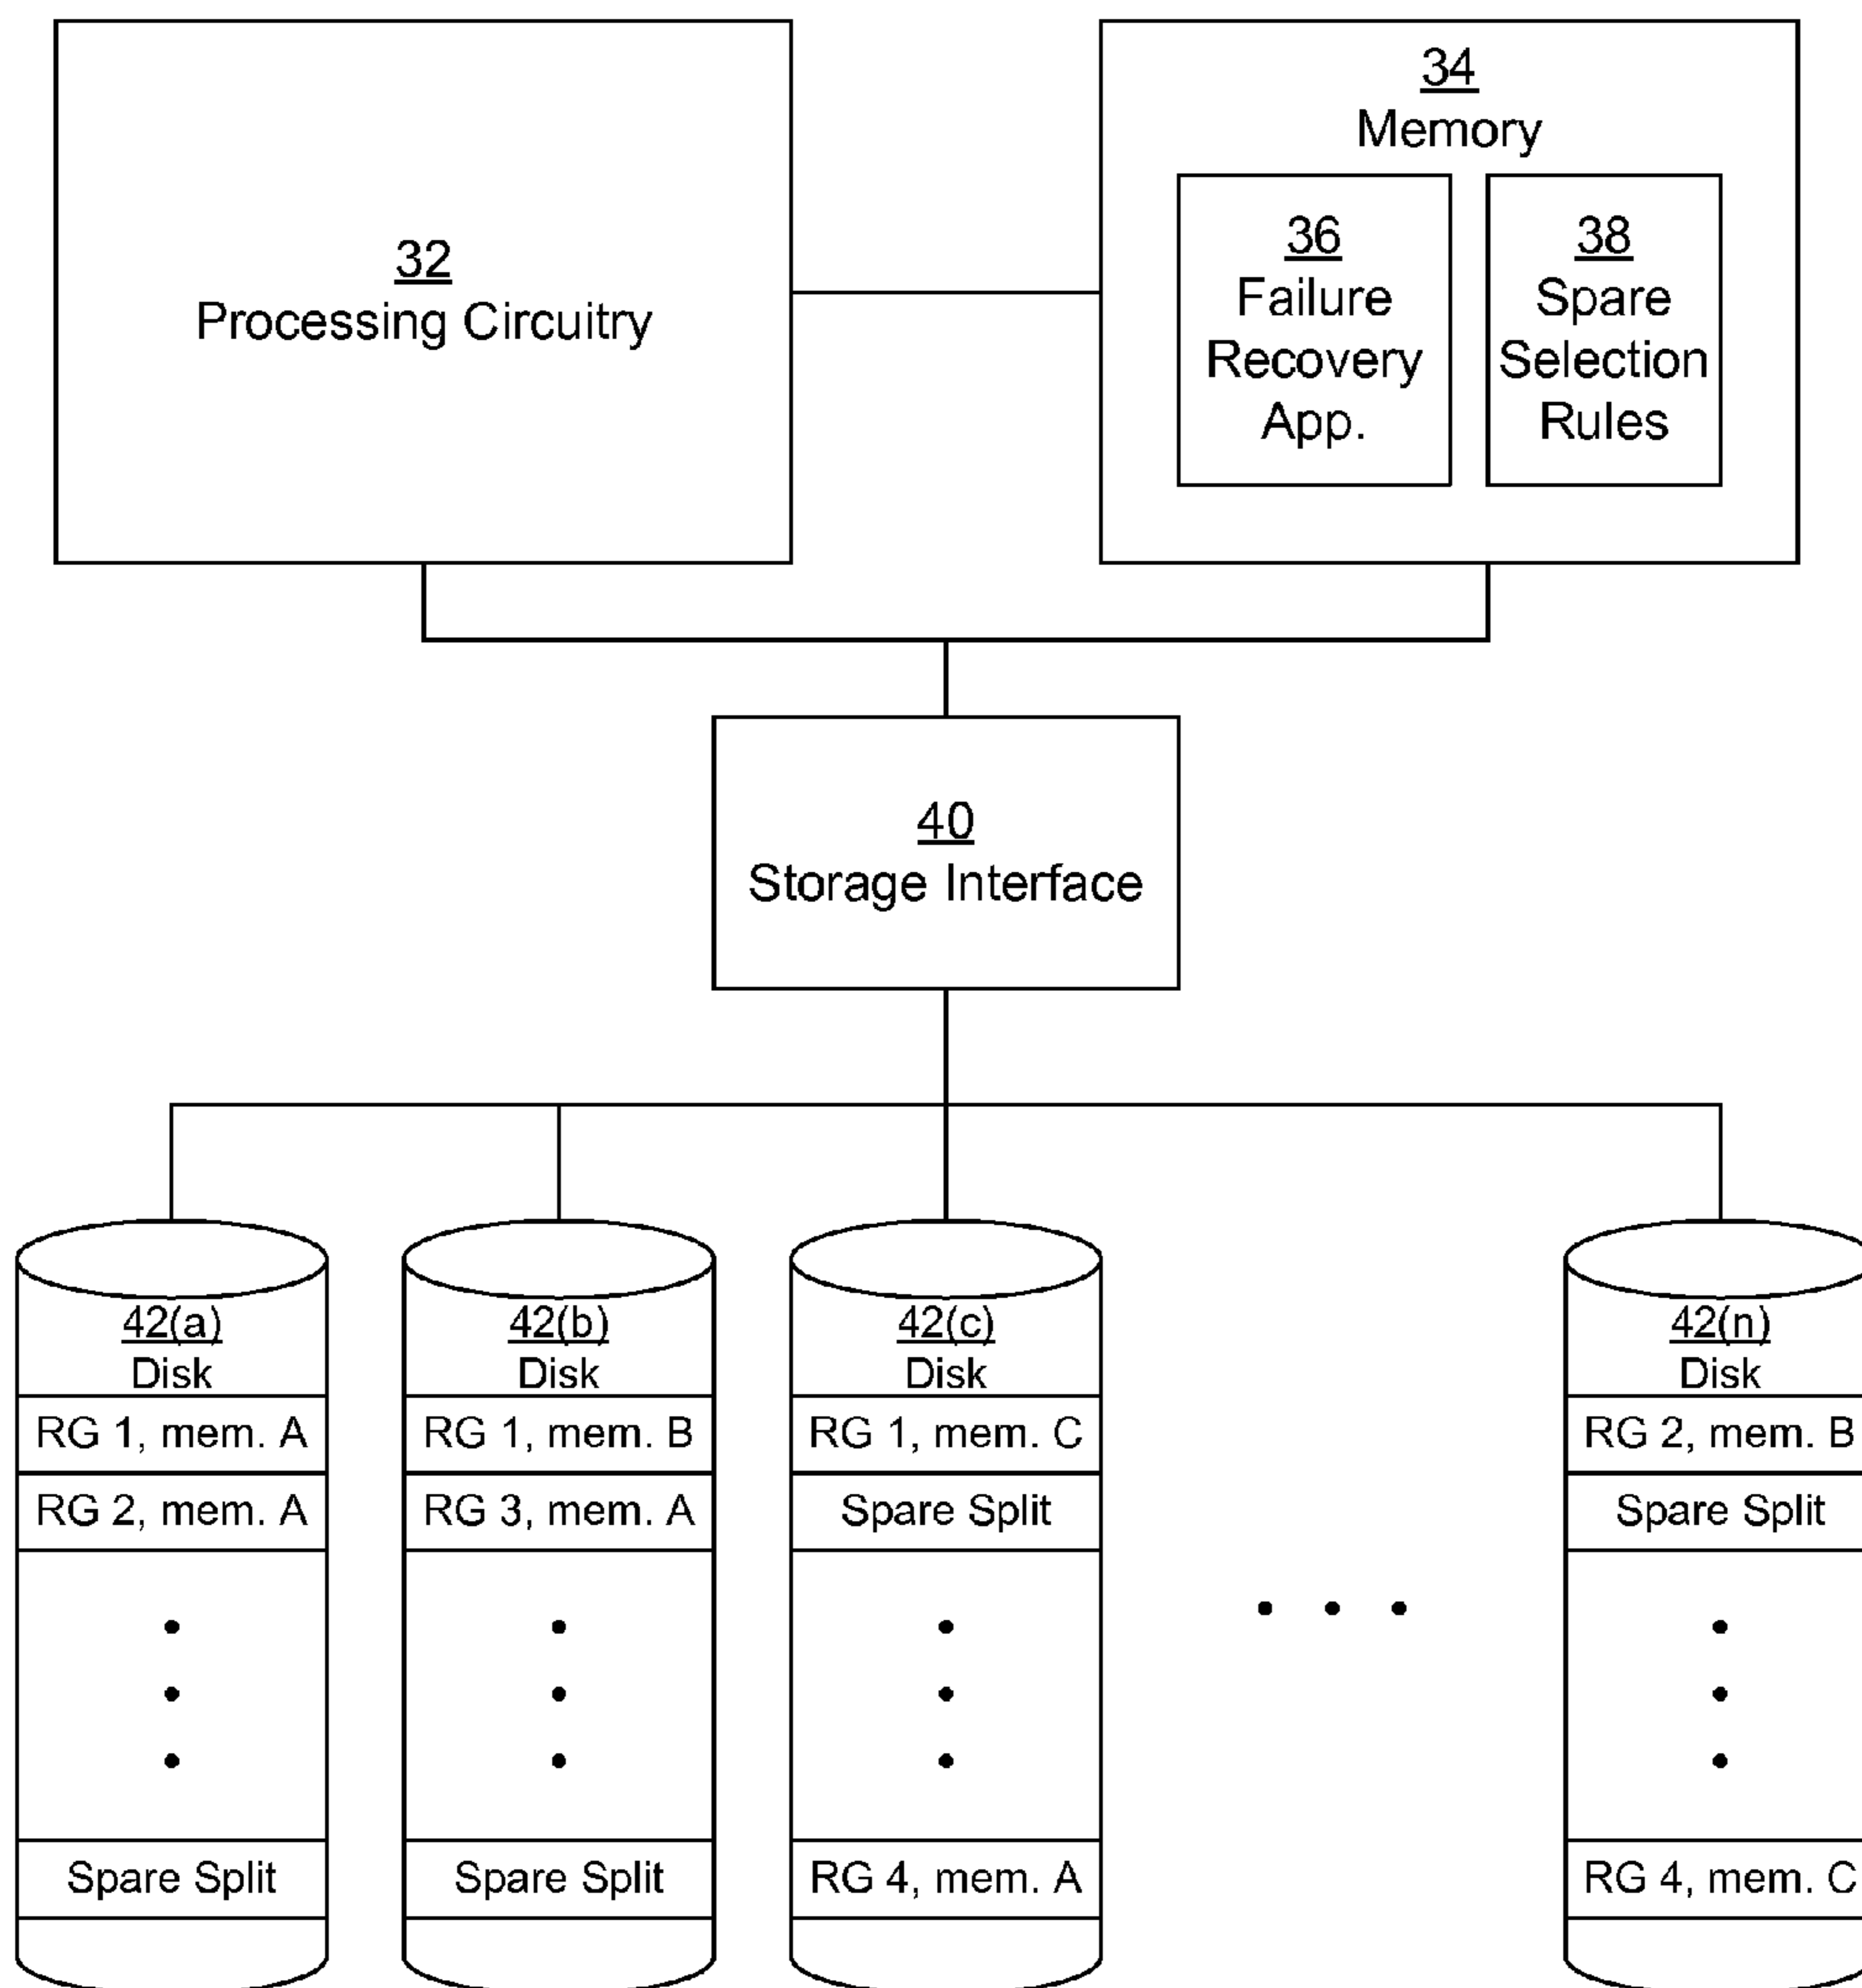 32
Processing Circuitry
34
Memory
36
Failure
Recovery
App.
38
Spare
Selection
Rules
40
Storage Interface
42(a)
Disk
RG 1, mem. A
RG 2, mem. A
Spare Split
42(b)
Disk
RG 1, mem. B
RG 3, mem. A
Spare Split
42(c)
Disk
RG 1, mem. C
Spare Split
RG 4, mem. A
42(n)
Disk
RG 2, mem. B
Spare Split
RG 4, mem. C